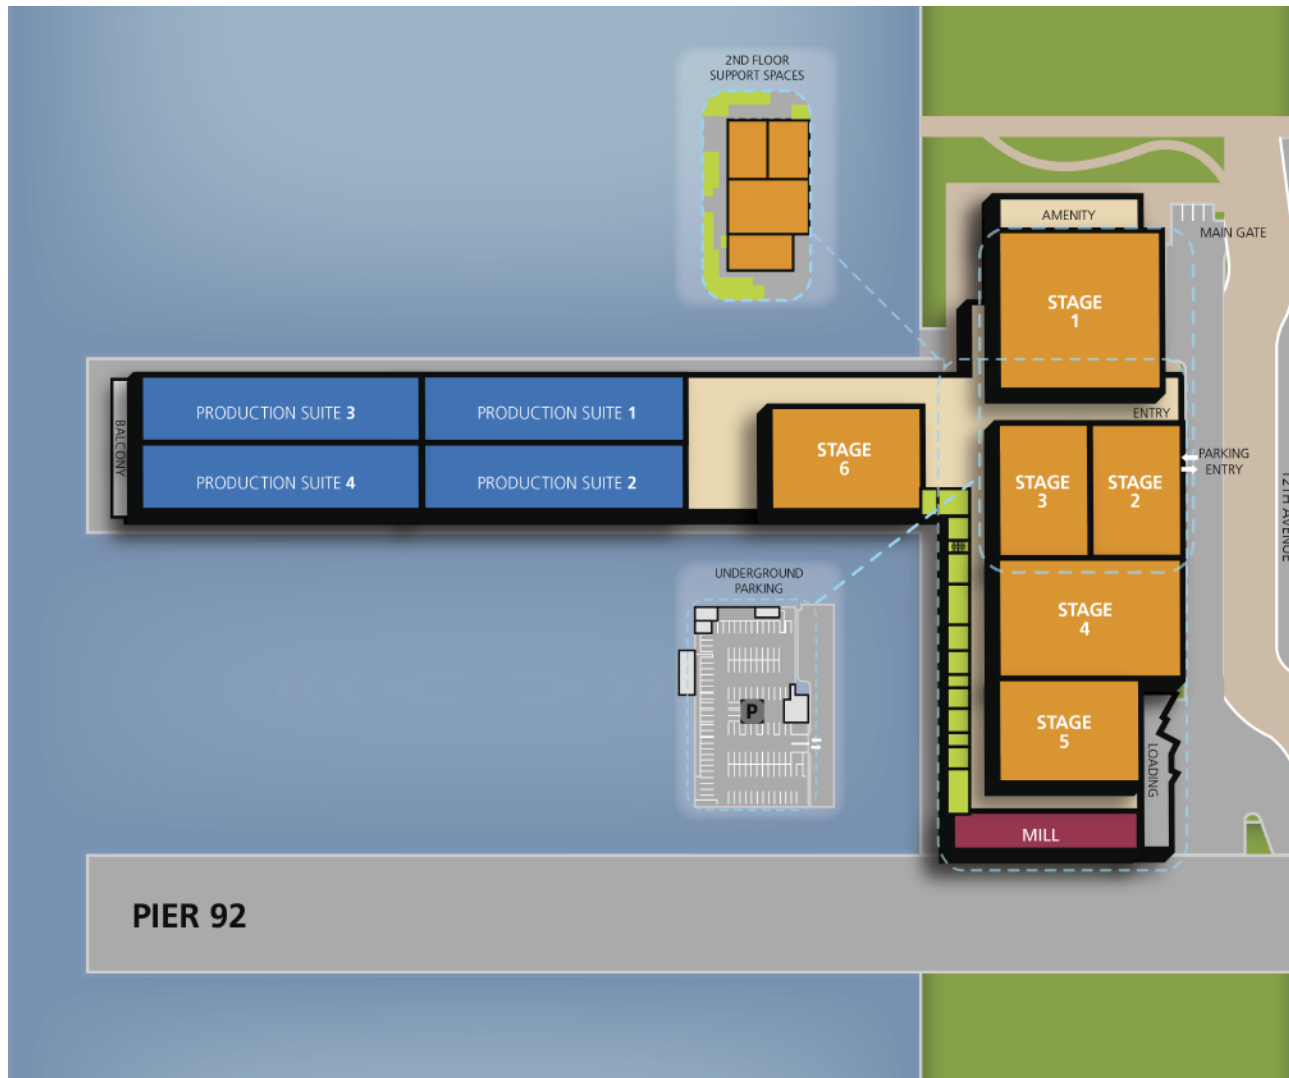 2ND FLOOR
SUPPORT SPACES
AMENITY
MAIN GATE
STAGE
1
PRODUCTION SUITE 3
PRODUCTION SUITE 1
ENTRY
BALCONY
STAGE
6
PARKING
ENTRY
PRODUCTION SUITE 4
PRODUCTION SUITE 2
STAGE
3
STAGE
2
12TH AVENUE
UNDERGROUND
PARKING
STAGE
4
P
STAGE
5
LOADING
MILL
PIER 92